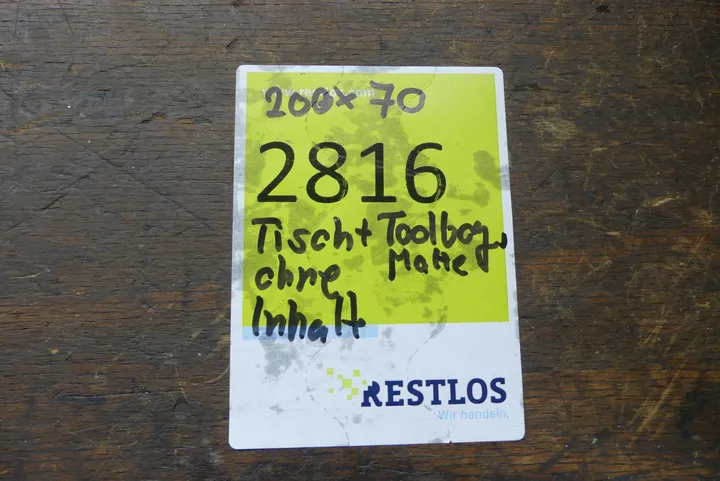 200x70
2816
Tisch + Toolbox
ohne Matte
Inhalt
RESTLOS
Wir handeln.